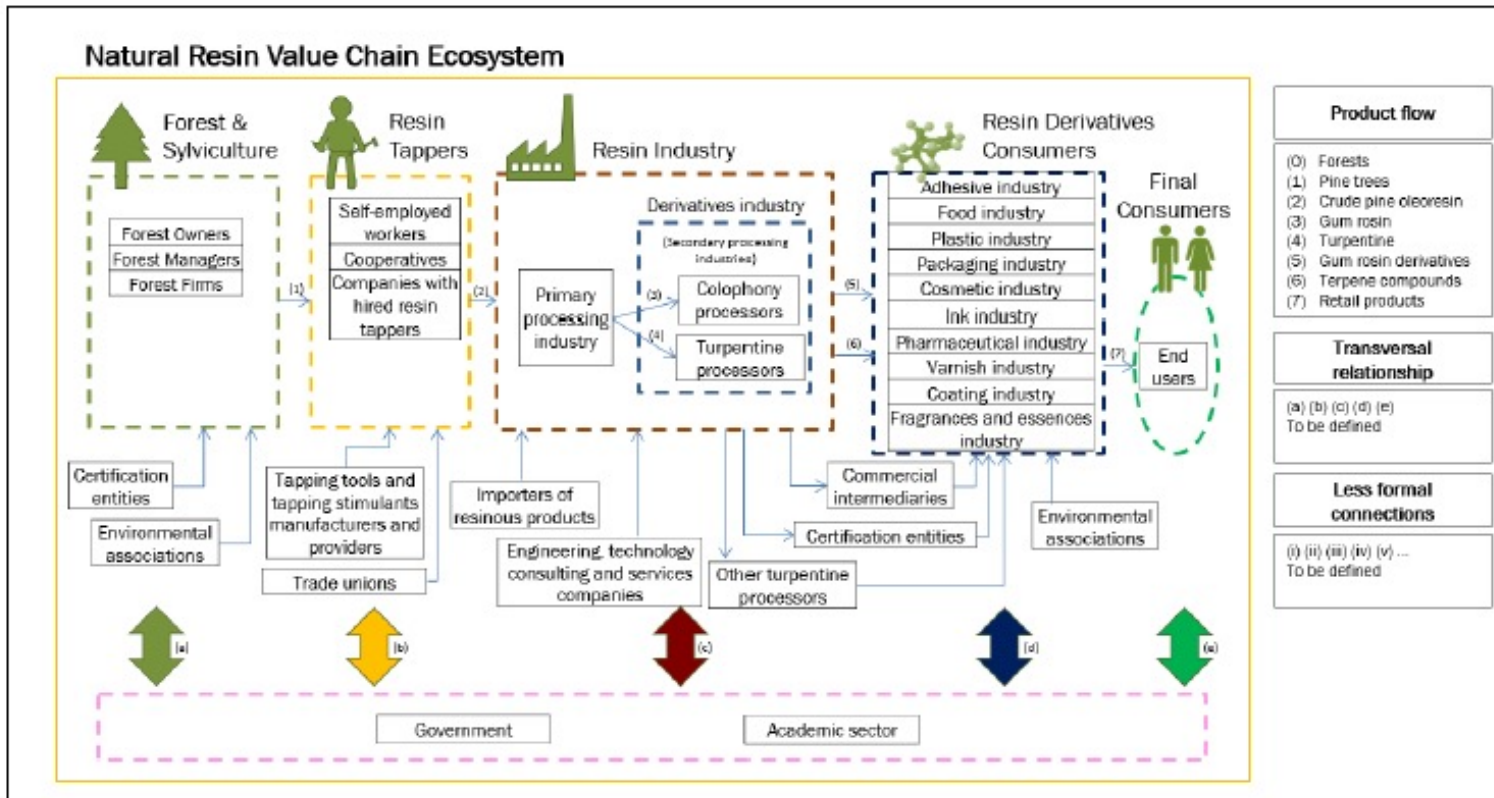 Natural Resin Value Chain Ecosystem
Forest &
Sylviculture
Forest Owners
Forest Managers
Forest Firms
(1)
Resin
Tappers
Self-employed
workers
Cooperatives
Companies with
hired resin
tappers
(2)
Resin Industry
Primary
processing
industry
(3)
(4)
Derivatives industry
(Secondary processing
industries)
Colophony
processors
Turpentine
processors
(5)
(6)
Resin Derivatives
Consumers
Adhesive industry
Food industry
Plastic industry
Packaging industry
Cosmetic industry
Ink industry
Pharmaceutical industry
Varnish industry
Coating industry
Fragrances and essences
industry
(7)
Final
Consumers
End
users
Certification
entities
Environmental
associations
Tapping tools and
tapping stimulants
manufacturers and
providers
Trade unions
Importers of
resinous products
Engineering, technology
consulting and services
companies
Commercial
intermediaries
Certification entities
Other turpentine
processors
Environmental
associations
(a)
(b)
(c)
(d)
(e)
Government
Academic sector
Product flow
(0) Forests
(1) Pine trees
(2) Crude pine oleoresin
(3) Gum rosin
(4) Turpentine
(5) Gum rosin derivatives
(6) Terpene compounds
(7) Retail products
Transversal
relationship
(a) (b) (c) (d) (e)
To be defined
Less formal
connections
(i) (ii) (iii) (iv) (v) ...
To be defined